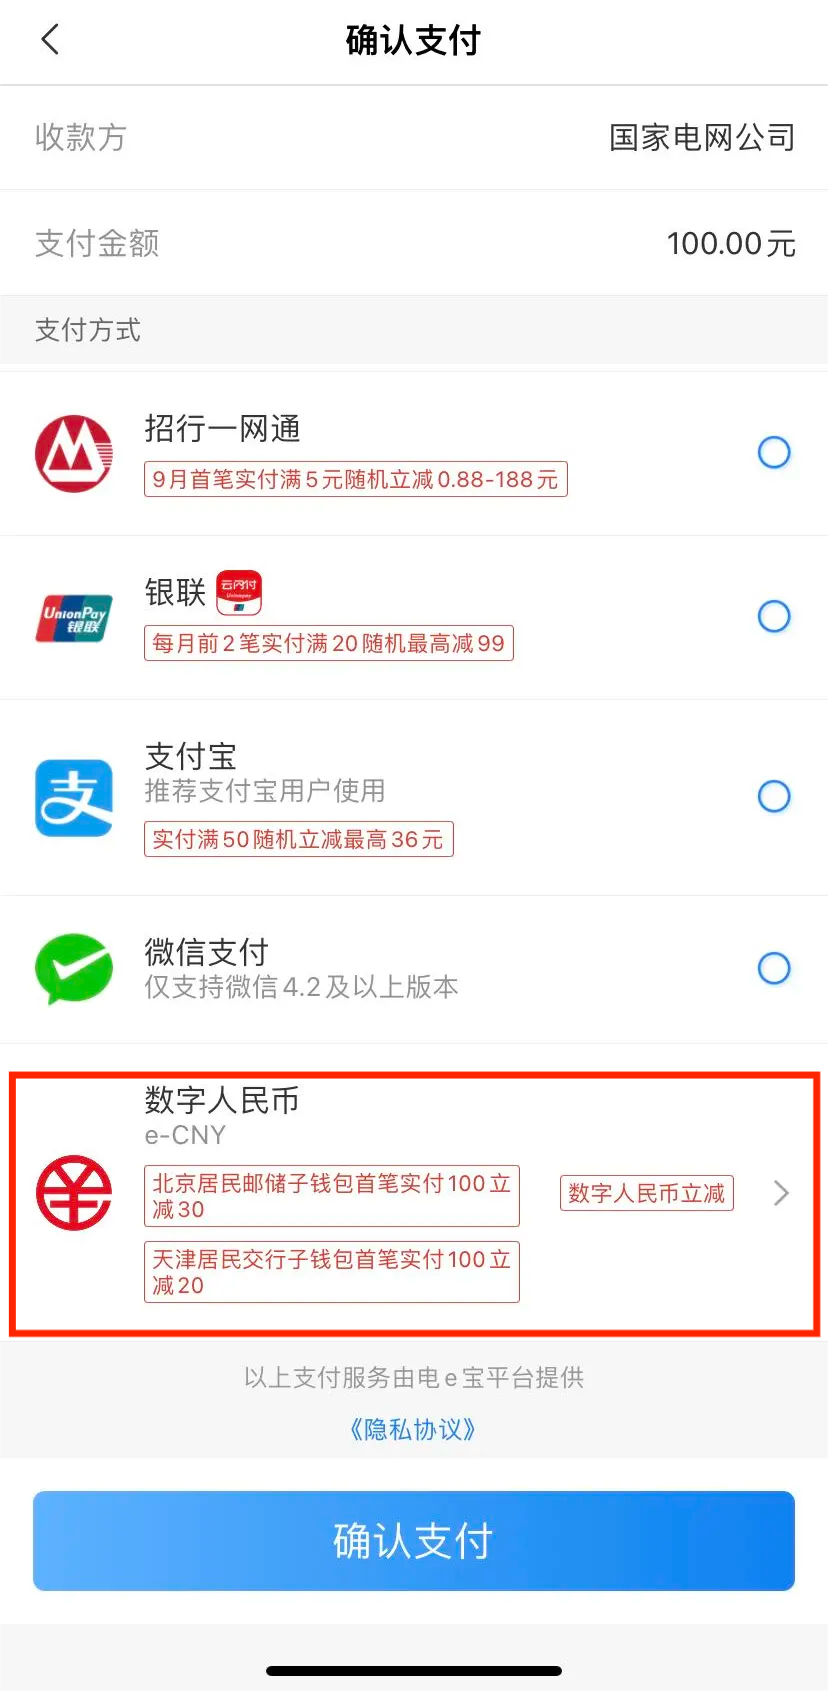 确认支付
收款方
国家电网公司
支付金额
100.00元
支付方式
招行一网通
9月首笔实付满5元随机立减0.88-188元
UnionPay
银联
银联
云闪付
Unionpay
每月前2笔实付满20随机最高减99
支
支付宝
推荐支付宝用户使用
实付满50随机立减最高36元
微信支付
仅支持微信4.2及以上版本
数字人民币
e-CNY
北京居民邮储子钱包首笔实付100立
减30
数字人民币立减
天津居民交行子钱包首笔实付100立
减20
以上支付服务由电e宝平台提供
《隐私协议》
确认支付